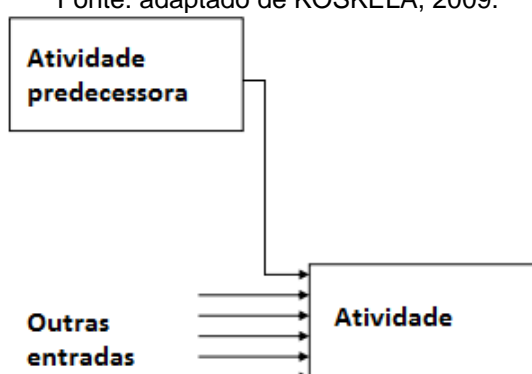 Fonte: adaptado de KOSKELA, 2009.
Atividade
predecessora
Atividade
Outras
entradas